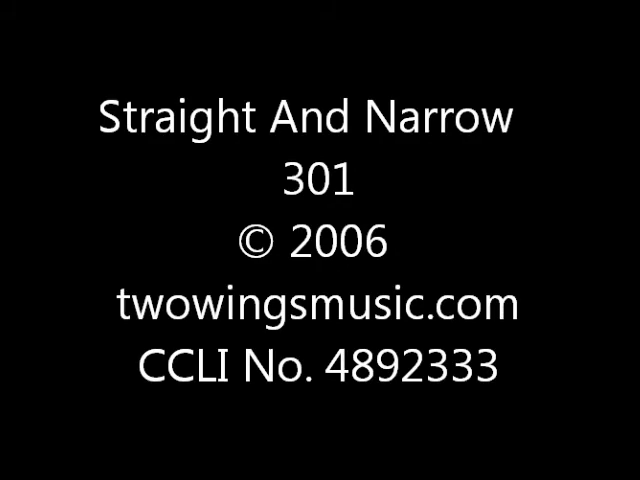 Straight And Narrow
301
© 2006
twowingsmusic.com
CCLI No. 4892333